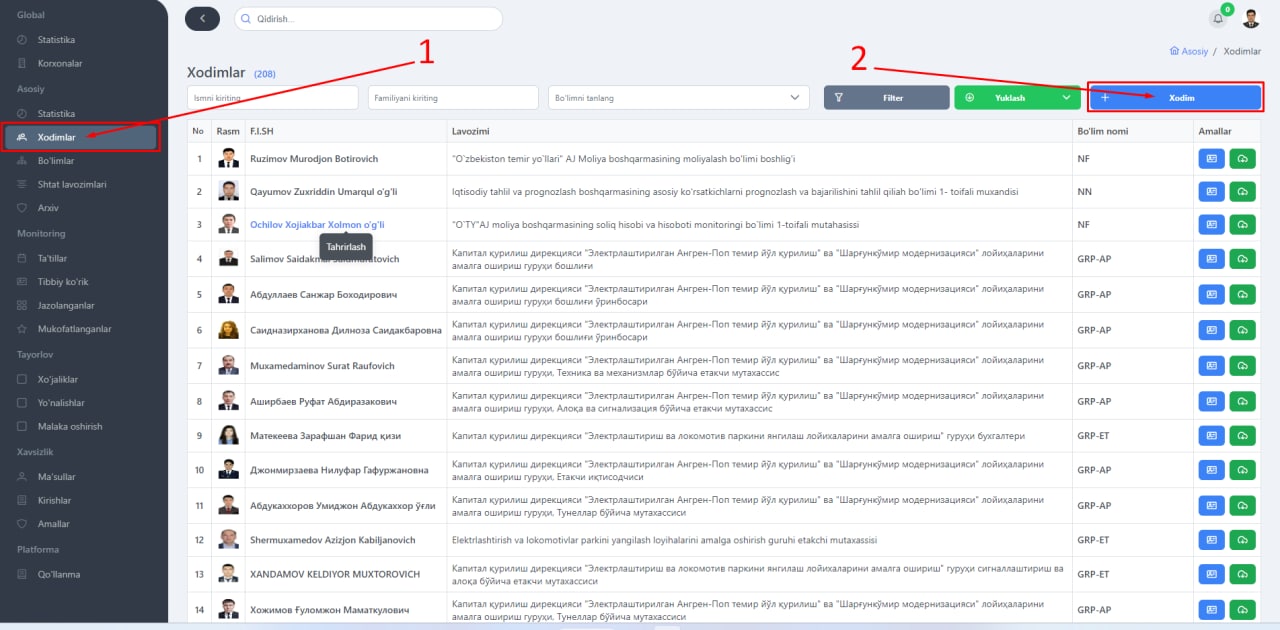 Global
Statistika
Korxonalar
Asosiy
Statistika
Xodimlar
Bo'limlar
Shtat lavozimlari
Arxiv
Monitoring
Ta'tillar
Tibbiy ko'rik
Jazolanganlar
Mukofatlanganlar
Tayorlov
Xo'jaliklar
Yo'nalishlar
Malaka oshirish
Xavsizlik
Ma'sullar
Kirishlar
Amallar
Platforma
Qo'llanma
Qidirish...
0
Asosiy / Xodimlar
1
2
Xodimlar (208)
Ismni kiriting
Familiyani kiriting
Bo'limni tanlang
Filter
Yuklash
Xodim
No Rasm F.I.SH Lavozimi Bo'lim nomi Amallar
1 Ruzimov Murodjon Botirovich "O`zbekiston temir yo`llari" AJ Moliya boshqarmasining moliyalash bo'limi boshlig'i NF
2 Qayumov Zuxriddin Umarqul o'g'li Iqtisodiy tahlil va prognozlash boshqarmasining asosiy ko'rsatkichlarni prognozlash va bajarilishini tahlil qiliah bo'limi 1- toifali muxandisi NN
3 Ochilov Xojiakbar Xolmon o'g'li "O`TY"AJ moliya boshqarmasining soliq hisobi va hisoboti monitoringi bo`limi 1-toifali mutahasissi NF
Tahrirlash
4 Salimov Saidakmal Saidmuratovich Капитал қурилиш дирекцияси "Электрлаштирилган Ангрен-Поп темир йўл қурилиш" ва "Шарғункўмир модернизацияси" лойиҳаларини
амалга ошириш гуруҳи бошлиғи GRP-AP
5 Абдуллаев Санжар Боходирович Капитал қурилиш дирекцияси "Электрлаштирилган Ангрен-Поп темир йўл қурилиш" ва "Шарғункўмир модернизацияси" лойиҳаларини
амалга ошириш гуруҳи бошлиғи ўринбосари GRP-AP
6 Саидназирханова Дилноза Саидакбаровна Капитал қурилиш дирекцияси "Электрлаштирилган Ангрен-Поп темир йўл қурилиш" ва "Шарғункўмир модернизацияси" лойиҳаларини
амалга ошириш гуруҳи бошлиғи ўринбосари GRP-AP
7 Muxamedaminov Surat Raufovich Капитал қурилиш дирекцияси "Электрлаштирилган Ангрен-Поп темир йўл қурилиш" ва "Шарғункўмир модернизацияси" лойиҳаларини
амалга ошириш гуруҳи, Техника ва механизмлар бўйича етакчи мутахассис GRP-AP
8 Аширбаев Руфат Абдиразакович Капитал қурилиш дирекцияси "Электрлаштирилган Ангрен-Поп темир йўл қурилиш" ва "Шарғункўмир модернизацияси" лойиҳаларини
амалга ошириш гуруҳи, Алоқа ва сигнализация бўйича етакчи мутахассис GRP-AP
9 Матекеева Зарафшан Фарид қизи Капитал қурилиш дирекцияси "Электрлаштириш ва локомотив паркини янгилаш лойихаларини амалга ошириш" гуруҳи бухгалтери GRP-ET
10 Джонмирзаева Нилуфар Гафуржановна Капитал қурилиш дирекцияси "Электрлаштирилган Ангрен-Поп темир йўл қурилиш" ва "Шарғункўмир модернизацияси" лойиҳаларини
амалга ошириш гуруҳи, Етакчи иқтисодчиси GRP-AP
11 Абдукаххоров Умиджон Абдукаххор ўғли Капитал қурилиш дирекцияси "Электрлаштирилган Ангрен-Поп темир йўл қурилиш" ва "Шарғункўмир модернизацияси" лойиҳаларини
амалга ошириш гуруҳи, Тунеллар бўйича мутахассиси GRP-AP
12 Shermuxamedov Azizjon Kabiljanovich Elektrlashtirish va lokomotivlar parkini yangilash loyihalarini amalga oshirish guruhi etakchi mutaxassisi GRP-ET
13 XANDAMOV KELDIYOR MUXTOROVICH Капитал қурилиш дирекцияси "Электрлаштириш ва локомотив паркини янгилаш лойихаларини амалга ошириш" гуруҳи сигналлаштириш ва
алоқа бўйича етакчи мутахассиси GRP-ET
14 Хожимов Ғуломжон Маматкулович Капитал қурилиш дирекцияси "Электрлаштирилган Ангрен-Поп темир йўл қурилиш" ва "Шарғункўмир модернизацияси" лойиҳаларини
амалга ошириш гуруҳи, Тунеллар бўйича мутахассиси GRP-AP